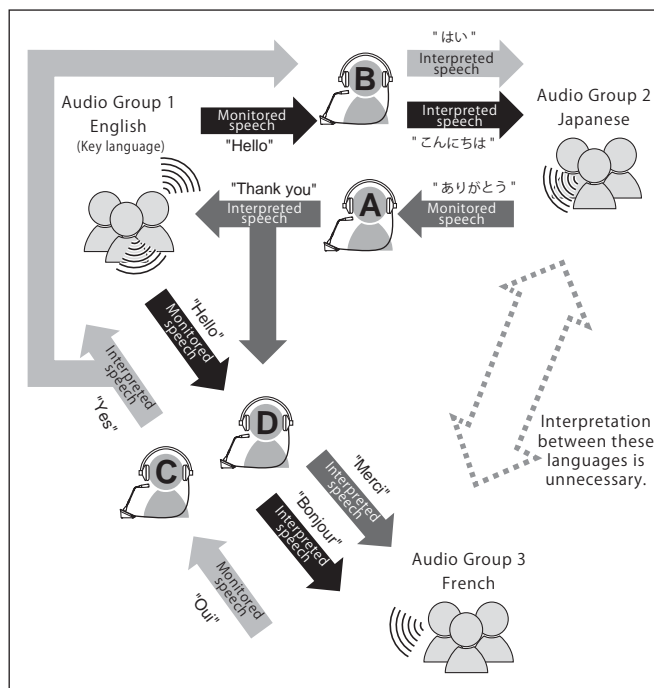 " はい "
Interpreted
speech
B
Audio Group 1
English
(Key language)
Monitored
speech
"Hello"
Interpreted
speech
" こんにちは "
Audio Group 2
Japanese
"Thank you"
Interpreted
speech
A
" ありがとう "
Monitored
speech
"Hello"
Monitored
speech
Interpreted
speech
"Yes"
D
C
"Merci"
Interpreted
speech
"Bonjour"
Interpreted
speech
Monitored
speech
"Oui"
Interpretation
between these
languages is
unnecessary.
Audio Group 3
French